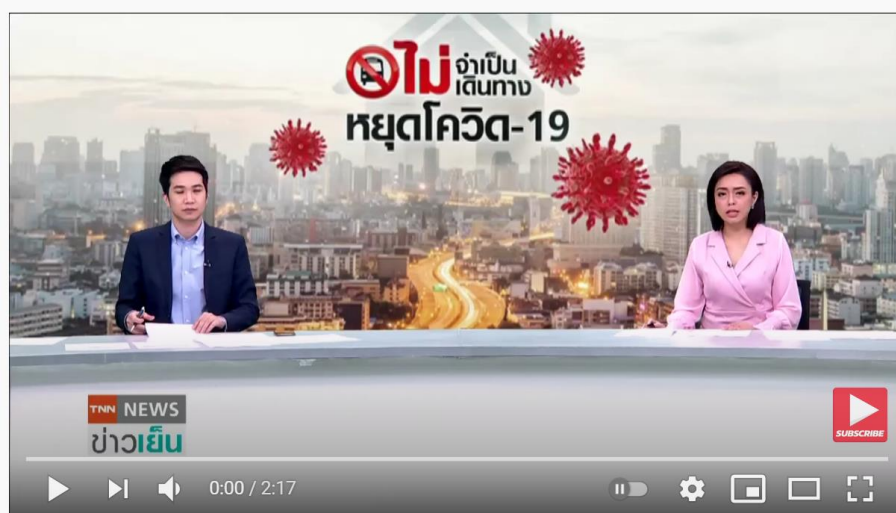 ไม่
จำเป็น
เดินทาง
หยุดโควิด-19
TNN NEWS
ข่าวเย็น
SUBSCRIBE
0:00 / 2:17